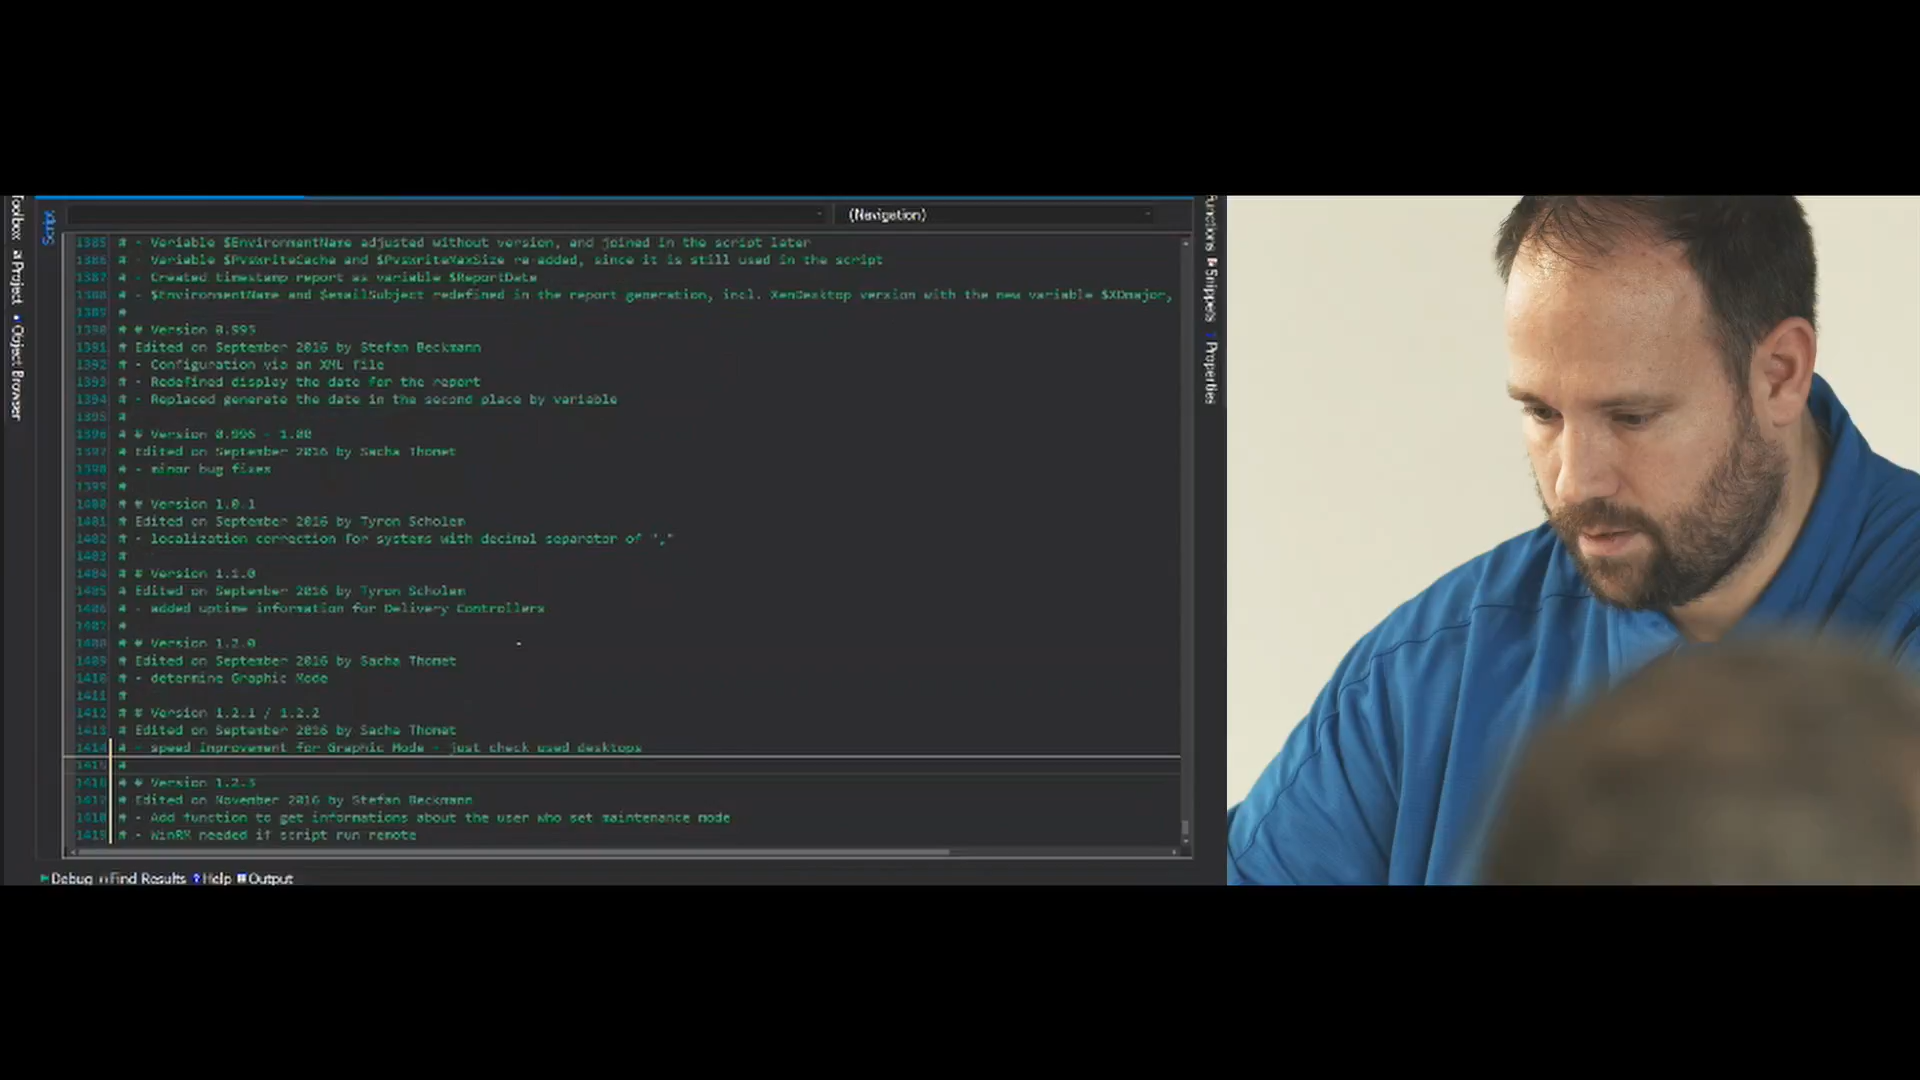 (Navigation)
Toolbox
Project
Object Browser
Script
Functions
Snippets
Properties
1385 # - Variable $EnvironmentName adjusted without version, and joined in the script later
1386 # - Variable $PvsWriteCache and $PvsWriteMaxSize re-added, since it is still used in the script
1387 # - Created timestamp report as variable $ReportDate
1388 # - $EnvironmentName and $emailSubject redefined in the report generation, incl. XenDesktop version with the new variable $XDmajor,
1389 #
1390 # # Version 0.995
1391 # Edited on September 2016 by Stefan Beckmann
1392 # - Configuration via an XML file
1393 # - Redefined display the date for the report
1394 # - Replaced generate the date in the second place by variable
1395 #
1396 # # Version 0.996 - 1.00
1397 # Edited on September 2016 by Sacha Thomet
1398 # - minor bug fixes
1399 #
1400 # # Version 1.0.1
1401 # Edited on September 2016 by Tyron Scholem
1402 # - localization correction for systems with decimal separator of ","
1403 #
1404 # # Version 1.1.0
1405 # Edited on September 2016 by Tyron Scholem
1406 # - added uptime information for Delivery Controllers
1407 #
1408 # # Version 1.2.0
1409 # Edited on September 2016 by Sacha Thomet
1410 # - determine Graphic Mode
1411 #
1412 # # Version 1.2.1 / 1.2.2
1413 # Edited on September 2016 by Sacha Thomet
1414 # - speed Improvement for Graphic Mode - just check used desktops
1415 #
1416 # # Version 1.2.3
1417 # Edited on November 2016 by Stefan Beckmann
1418 # - Add function to get informations about the user who set maintenance mode
1419 # - WinRM needed if script run remote
Debug Find Results ? Help Output